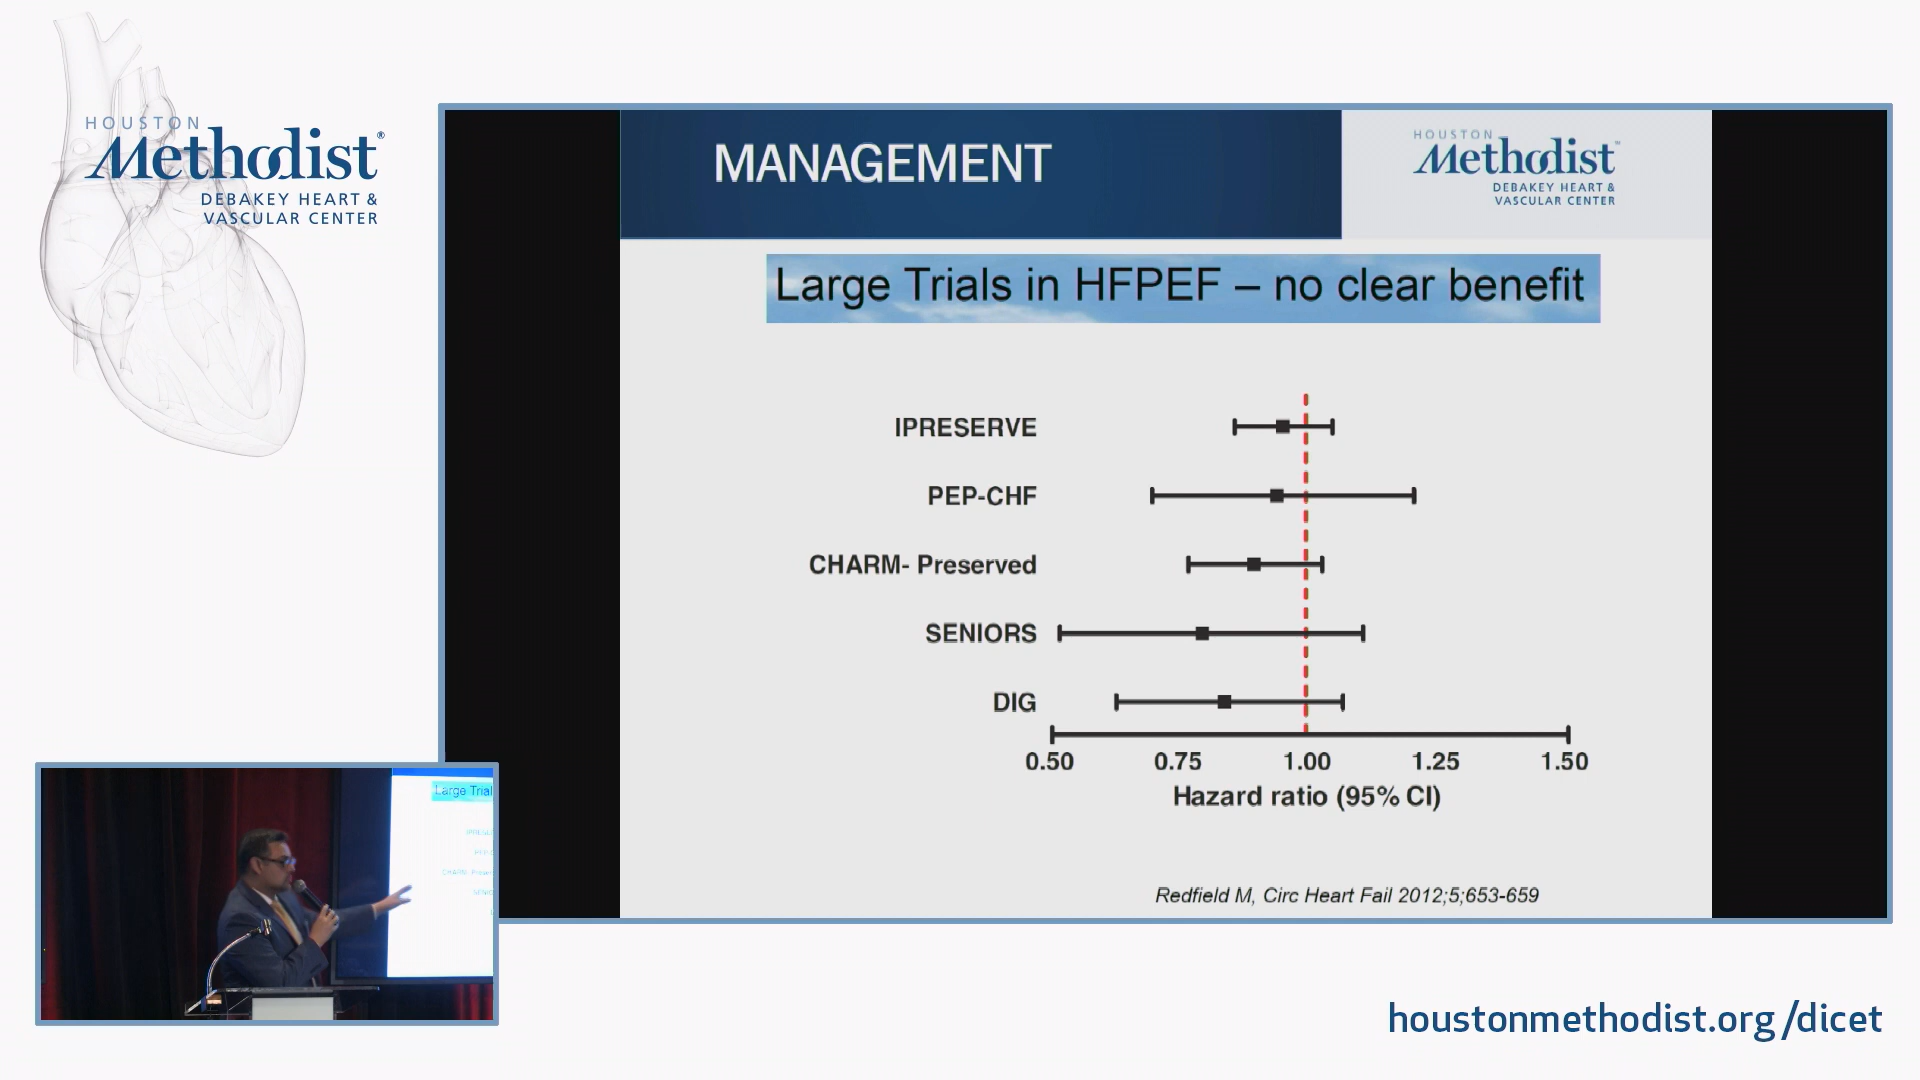 HOUSTON
Methodist®
DEBAKEY HEART &
VASCULAR CENTER
MANAGEMENT
HOUSTON
Methodist
DEBAKEY HEART &
VASCULAR CENTER
Large Trials in HFPEF – no clear benefit
IPRESERVE
PEP-CHF
CHARM- Preserved
SENIORS
DIG
0.50 0.75 1.00 1.25 1.50
Hazard ratio (95% CI)
Redfield M, Circ Heart Fail 2012;5;653-659
Large Trial
houstonmethodist.org/dicet